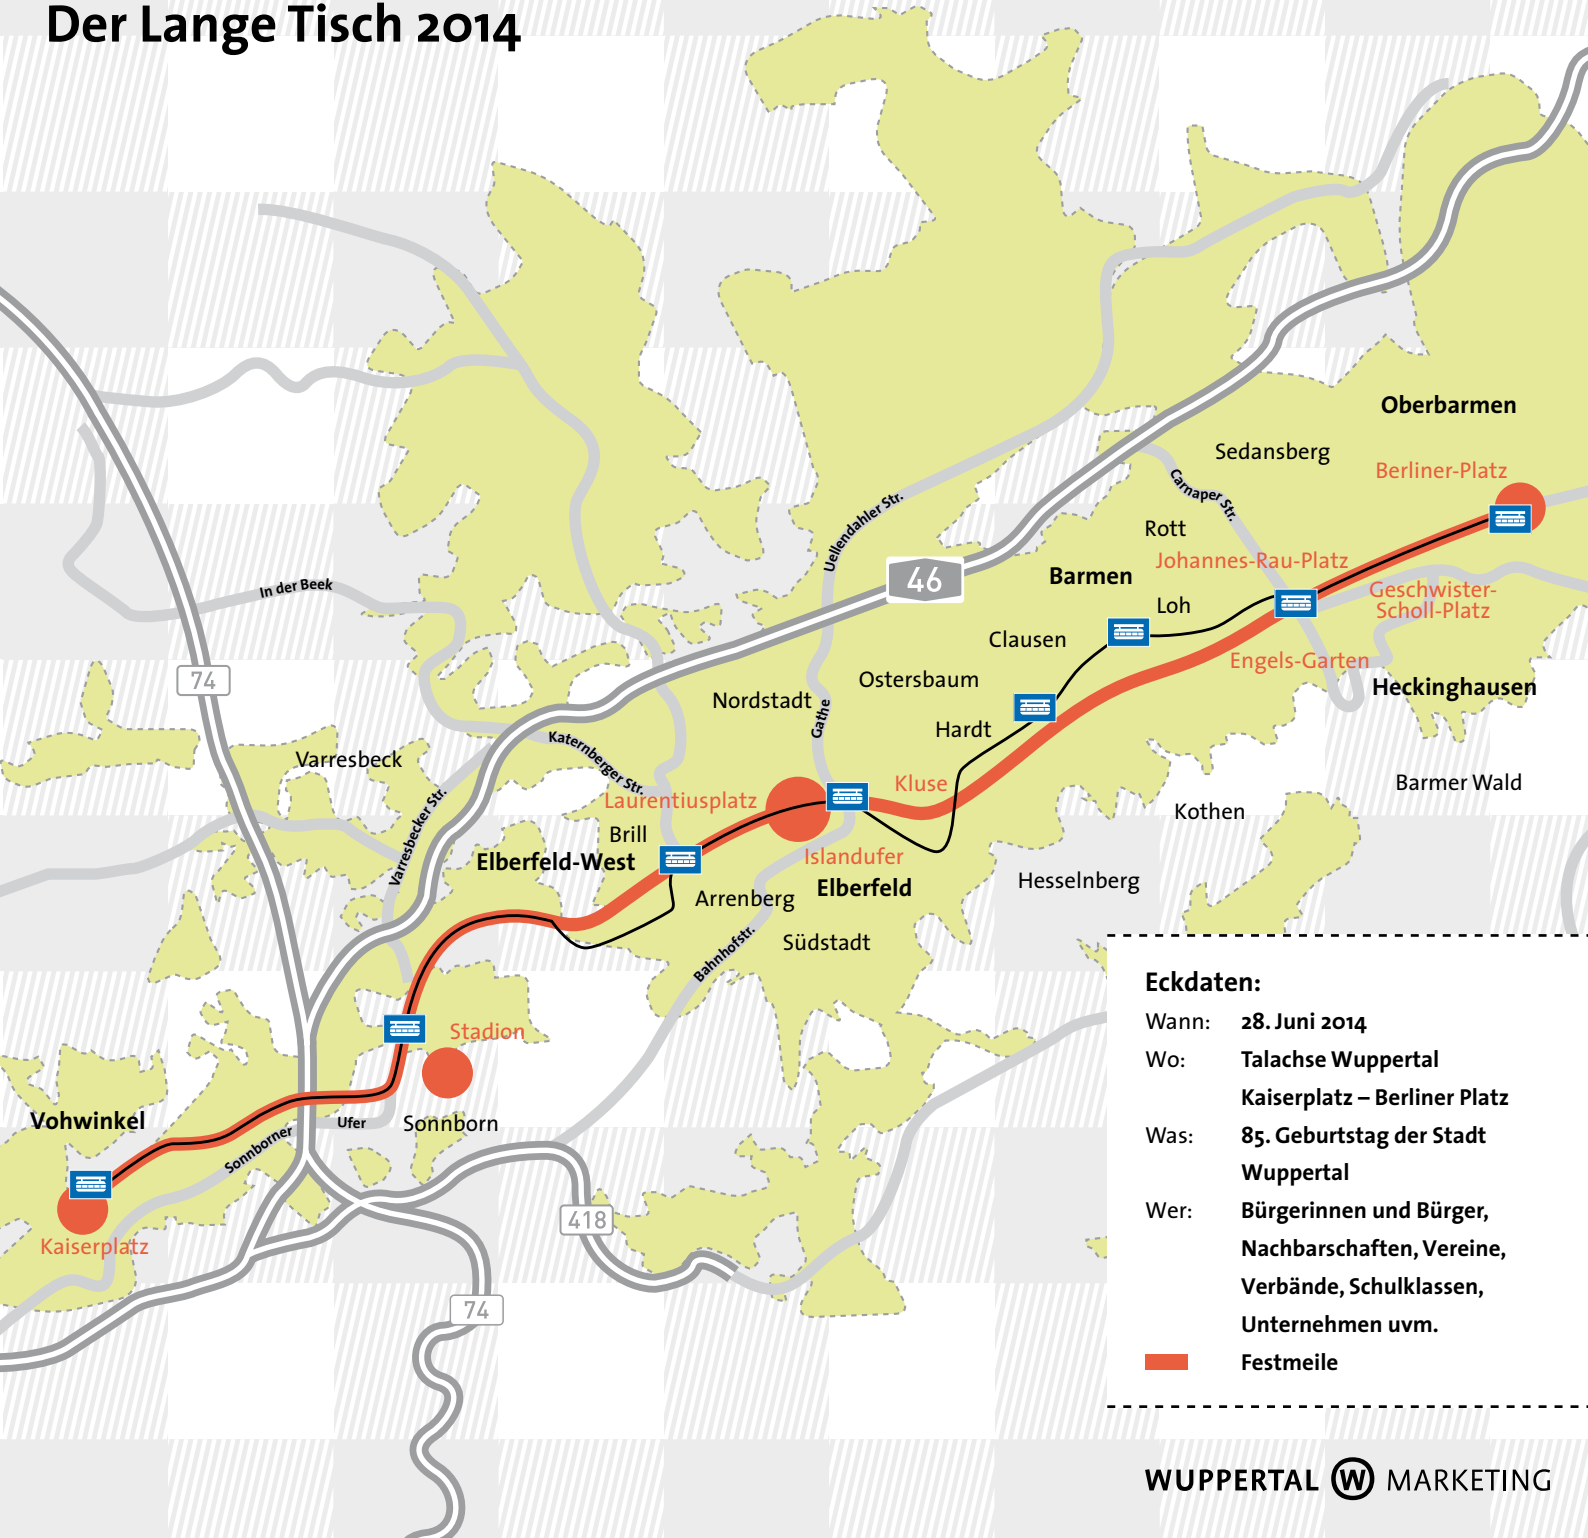 Der Lange Tisch 2014
Oberbarmen
Sedansberg
Berliner-Platz
Carnaper Str.
Uellendahler Str.
Rott
Johannes-Rau-Platz
46
Barmen
In der Beek
Geschwister-
Scholl-Platz
Loh
Clausen
Engels-Garten
74
Ostersbaum
Heckinghausen
Nordstadt
Gathe
Hardt
Katernberger Str.
Varresbeck
Kluse
Barmer Wald
Laurentiusplatz
Kothen
Varresbecker Str.
Brill
Elberfeld-West
Islandufer
Elberfeld
Hesselnberg
Arrenberg
Südstadt
Bahnhofstr.
Stadion
Vohwinkel
Sonnborner
Ufer
Sonnborn
418
Kaiserplatz
74
Eckdaten:
Wann: 28. Juni 2014
Wo: Talachse Wuppertal
Kaiserplatz – Berliner Platz
Was: 85. Geburtstag der Stadt
Wuppertal
Wer: Bürgerinnen und Bürger,
Nachbarschaften, Vereine,
Verbände, Schulklassen,
Unternehmen uvm.
Festmeile
WUPPERTAL W MARKETING